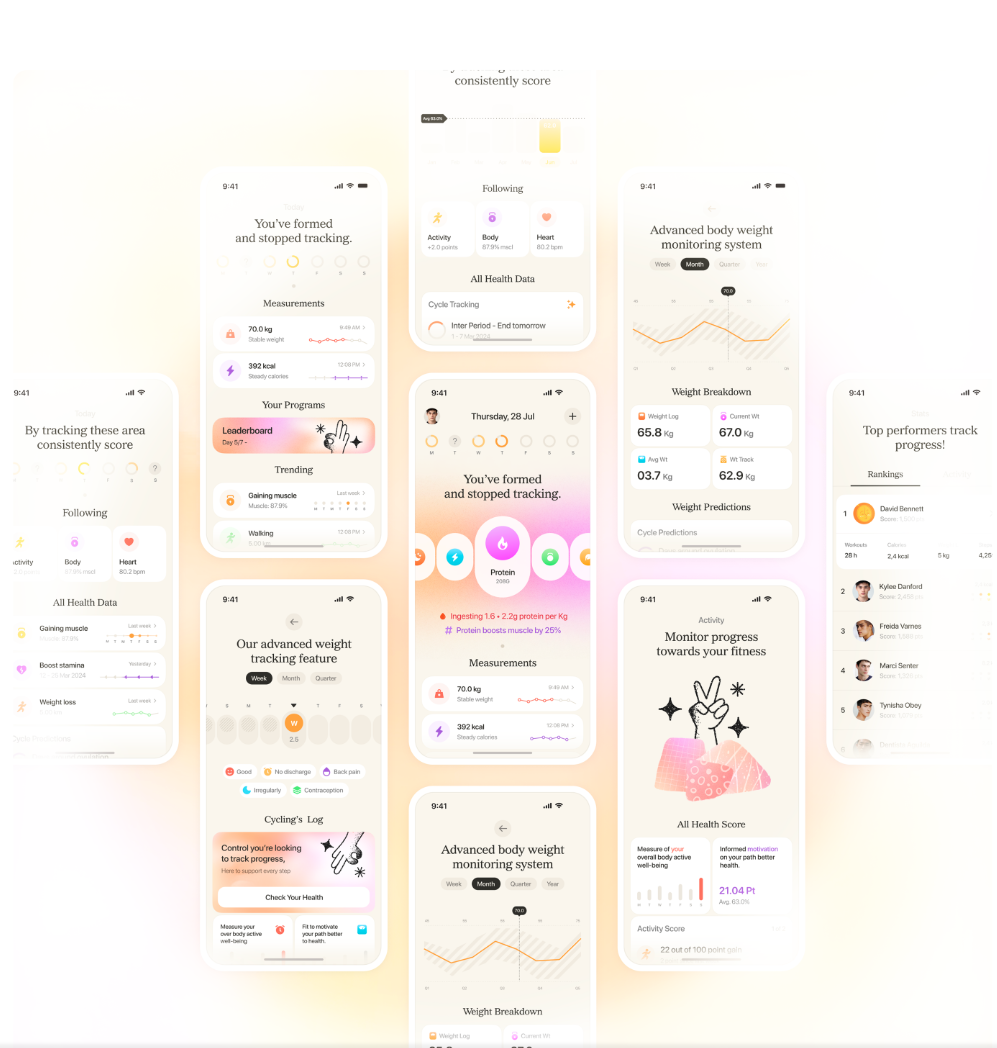 consistently score
Avg 93.0%
Following
Activity
+2.0 points
Body
87.9% mscl
Heart
80.2 bpm
All Health Data
Cycle Tracking
Inter Period - End tomorrow
1 - 7 Mar 2024
9:41
Today
You've formed
and stopped tracking.
M T F S S
Measurements
70.0 kg
9:49 AM >
Stable weight
392 kcal
12:08 PM >
Steady calories
Your Programs
Leaderboard
Day 5/7 -
Trending
Gaining muscle
Last week >
Muscle: 87.9%
M T W T F S S
Walking
12:08 PM >
9:41
Advanced body weight
monitoring system
Week
Month
Quarter
70.9
Weight Breakdown
Weight Log
65.8 Kg
Current Wt
67.0 Kg
Avg Wt
03.7 Kg
Wt Track
62.9 Kg
Weight Predictions
Cycle Predictions
9:41
Today
By tracking these area
consistently score
?
T S S
Following
Body
87.9% mscl
Heart
80.2 bpm
All Health Data
Gaining muscle
Last week >
Muscle: 87.9%
M T W T F S S
Boost stamina
Yesterday >
Mar 2024
Weight loss
Last week >
9:41
Thursday, 28 Jul
+
?
M T W T F S S
You've formed
and stopped tracking.
Protein
208G
Ingesting 1.6 • 2.2g protein per Kg
# Protein boosts muscle by 25%
Measurements
70.0 kg
9:49 AM >
Stable weight
392 kcal
12:08 PM >
Steady calories
9:41
Top performers track
progress!
Rankings
1
David Bennett
Workouts
28 h
Calories
2,4 kcal
5 kg
4,25
2
Kylee Danford
3
Freida Varnes
4
Marci Senter
5
Tynisha Obey
9:41
Our advanced weight
tracking feature
Week
Month
Quarter
S M T T F S
W
2.5
Good
No discharge
Back pain
Irregularly
Contraception
Cycling's Log
Control you're looking
to track progress,
Here to support every step
Check Your Health
Measure your
over body active
well-being
Fit to motivate
your path better
to health.
9:41
Advanced body weight
monitoring system
Week
Month
Quarter
Year
70.0
Weight Breakdown
Weight Log
Current Wt
9:41
Activity
Monitor progress
towards your fitness
All Health Score
Measure of your
overall body active
well-being
M T W T F S S
Informed motivation
on your path better
health.
21.04 Pt
Avg. 60.0%
Activity Score
22 out of 100 point gain